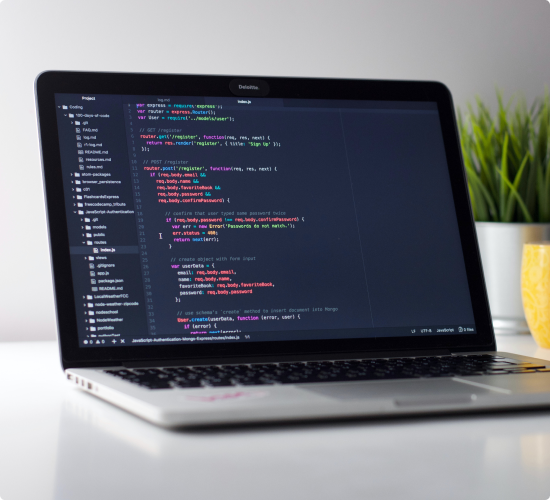 Deloitte.
Project
log.md
index.js
Coding
100-days-of-code
.git
FAQ.md
log.md
r1-log.md
README.md
resources.md
rules.md
atom-packages
browser_persistence
c01
FlashcardsExpress
freecodecamp_tribute
JavaScript-Authentication
.git
models
public
routes
index.js
views
.gitignore
app.js
package.json
README.md
LocalWeatherFCC
node-weather-zipcode
nodeschool
NodeWeather
portfolio
var express = require('express');
var router = express.Router();
var User = require('../models/user');
// GET /register
router.get('/register', function(req, res, next) {
return res.render('register', { title: 'Sign Up' });
});
// POST /register
router.post('/register', function(req, res, next) {
if (req.body.email &&
req.body.name &&
req.body.favoriteBook &&
req.body.password &&
req.body.confirmPassword) {
// confirm that user typed same password twice
if (req.body.password !== req.body.confirmPassword) {
var err = new Error('Passwords do not match.');
err.status = 400;
return next(err);
}
// create object with form input
var userData = {
email: req.body.email,
name: req.body.name,
favoriteBook: req.body.favoriteBook,
password: req.body.password
};
// use schema's `create` method to insert document into Mongo
User.create(userData, function (error, user) {
if (error) {
return next(error);
JavaScript-Authentication-Mongo-Express/routes/index.js
LF UTF-8 JavaScript